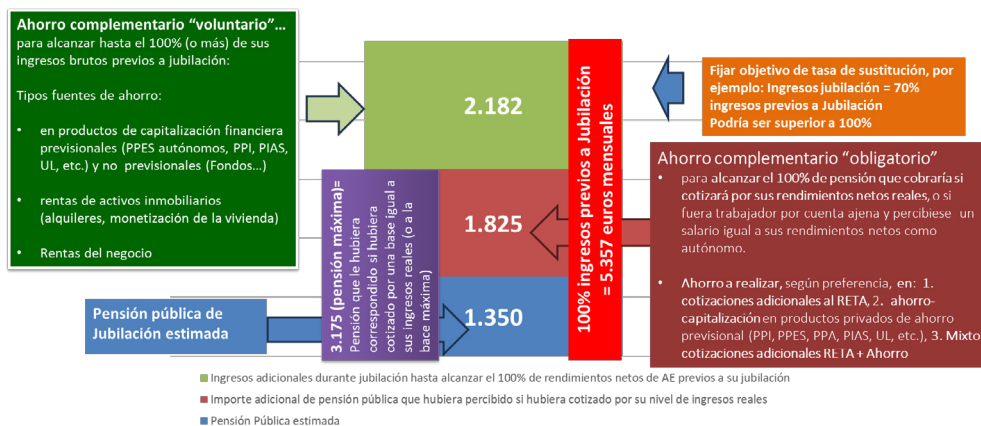 Ahorro complementario “voluntario”…
para alcanzar hasta el 100% (o más) de sus
ingresos brutos previos a jubilación:
Tipos fuentes de ahorro:
• en productos de capitalización financiera
previsionales (PPES autónomos, PPI, PIAS,
UL, etc.) y no previsionales (Fondos...)
• rentas de activos inmobiliarios
(alquileres, monetización de la vivienda)
• Rentas del negocio
Pensión pública de
Jubilación estimada
3.175 (pensión máxima)=
Pensión que le hubiera
correspondido si hubiera
cotizado por una base igual a
sus ingresos reales (o a la
bace máxima)
2.182
1.825
1.350
100% ingresos previos a Jubilación
= 5.357 euros mensuales
Fijar objetivo de tasa de sustitución, por
ejemplo: Ingresos jubilación = 70%
ingresos previos a Jubilación
Podría ser superior a 100%
Ahorro complementario “obligatorio”
• para alcanzar el 100% de pensión que cobraría si
cotizará por sus rendimientos netos reales, o si
fuera trabajador por cuenta ajena y percibiese un
salario igual a sus rendimientos netos como
autónomo.
• Ahorro a realizar, según preferencia, en: 1.
cotizaciones adicionales al RETA, 2. ahorro-
capitalización en productos privados de ahorro
previsional (PPI, PPES, PPA, PIAS, UL, etc.), 3. Mixto
cotizaciones adicionales RETA + Ahorro
Ingresos adicionales durante jubilación hasta alcanzar el 100% de rendimientos netos de AE previos a su jubilación
Importe adicional de pensión pública que hubiera percibido si hubiera cotizado por su nivel de ingresos reales
Pensión Pública estimada